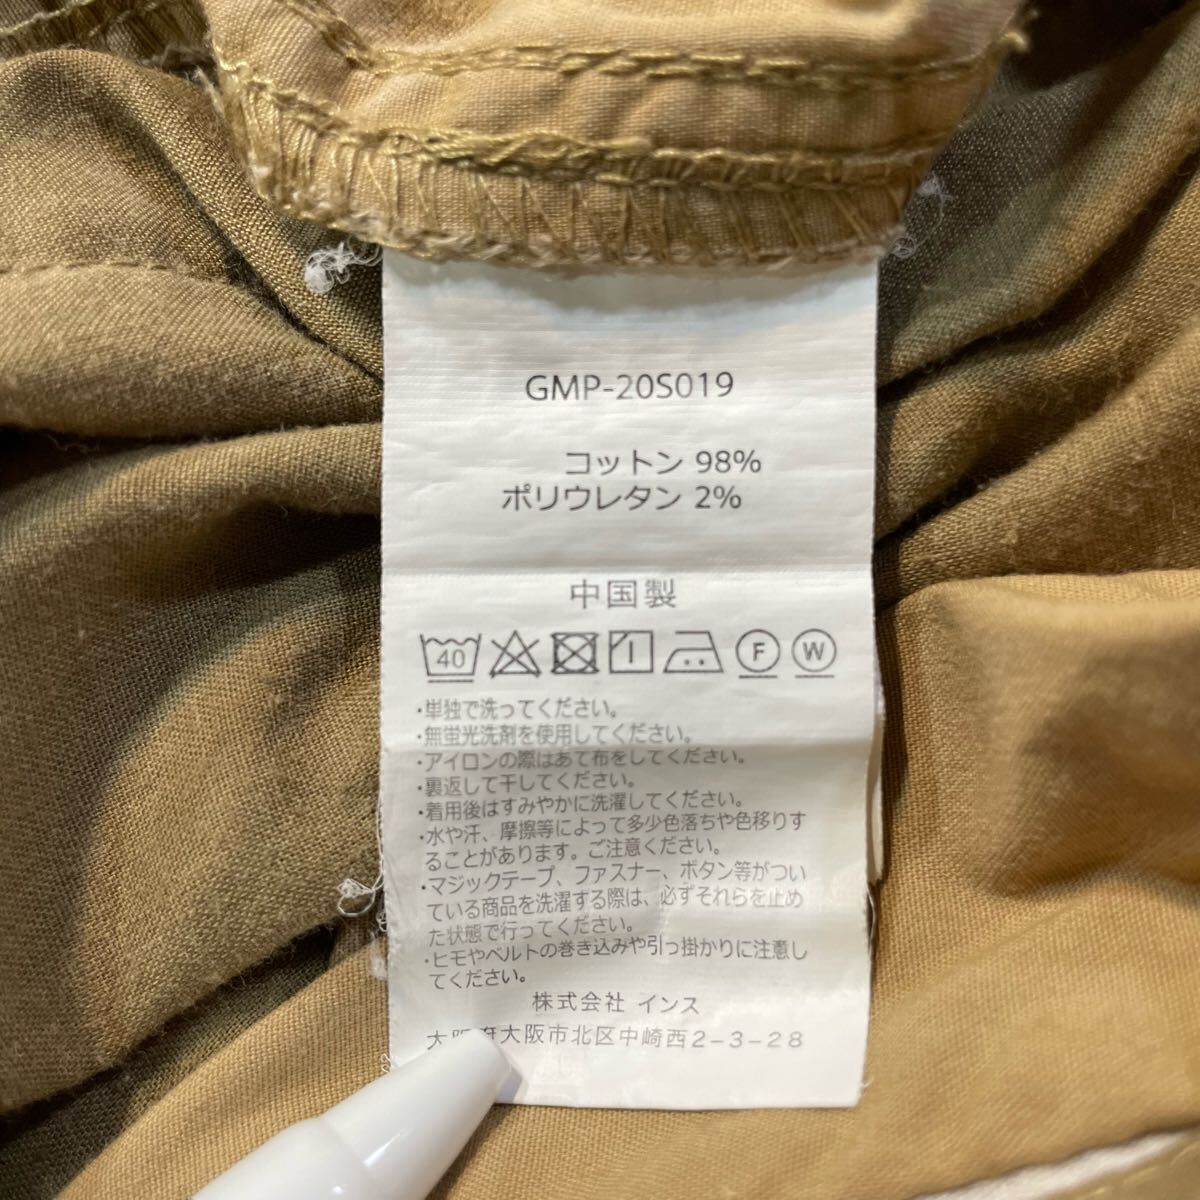 GMP-20S019
コットン 98%
ポリウレタン 2%
中国製
40 F W
・単独で洗ってください。
・無蛍光洗剤を使用してください。
・アイロンの際はあて布をしてください。
・裏返して干してください。
・着用後はすみやかに洗濯してください。
・水や汗、摩擦等によって多少色落ちや色移りす
ることがあります。ご注意ください。
・マジックテープ、ファスナー、ボタン等がつい
ている商品を洗濯する際は、必ずそれらを止め
た状態で行ってください。
・ヒモやベルトの巻き込みや引っ掛かりに注意し
てください。
株式会社 インス
大阪府大阪市北区中崎西2-3-28